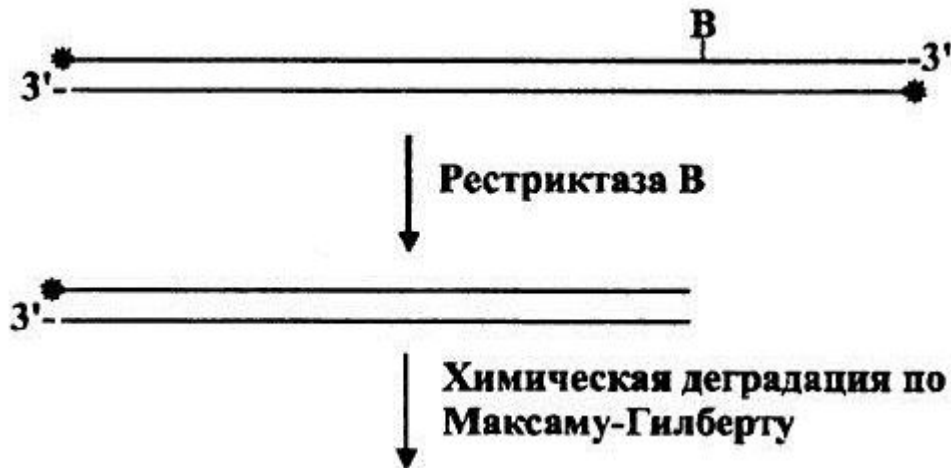 B
-3'
3'-
Рестриктаза В
3'-
Химическая деградация по
Максаму-Гилберту